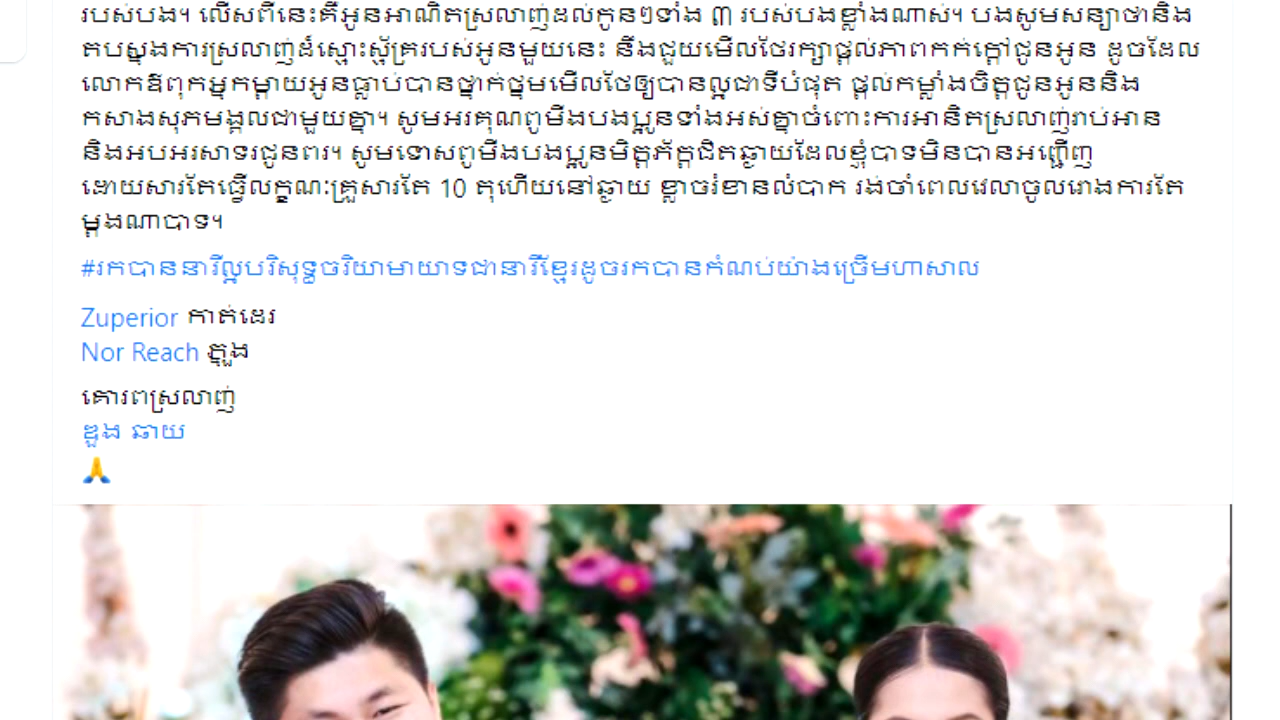 របស់បង។ លើសពីនេះគឺអូនអាណិតស្រលាញ់ដល់កូនៗទាំង ៣ របស់បងខ្លាំងណាស់។ បងសូមសន្យាថានិង
តបស្នងការស្រលាញ់ដ៏ស្មោះស្ម័គ្ររបស់អូនមួយនេះ នឹងជួយមើលថែរក្សាផ្ដល់ភាពកក់ក្ដៅជូនអូន ដូចដែល
លោកឪពុកអ្នកម្ដាយអូនធ្លាប់បានថ្នាក់ថ្នមមើលថែឲ្យបានល្អជាទីបំផុត ផ្ដល់កម្លាំងចិត្តជូនអូននិង
កសាងសុភមង្គលជាមួយគ្នា។ សូមអរគុណពូមីងបងប្អូនទាំងអស់គ្នាចំពោះការអានិតស្រលាញ់រាប់អាន
និងអបអរសាទរជូនពរ។ សូមទោសពូមីងបងប្អូនមិត្តភ័ក្ដជិតឆ្ងាយដែលខ្ញុំបាទមិនបានអញ្ជើញ
ដោយសារតែធ្វើលក្ខណៈគ្រួសារតែ 10 តុហើយនៅឆ្ងាយ ខ្លាចរំខានលំបាក រង់ចាំពេលវេលាចូលរោងការតែ
ម្ដងណាបាទ។
#រកបាននារីល្អបរិសុទ្ធចរិយាមាយាទជានារីខ្មែរដូចរកបានកំណប់យ៉ាងច្រើមហាសាល
Zuperior កាត់ដេរ
Nor Reach ភ្នួង
គោរពស្រលាញ់
ឌួង ឆាយ